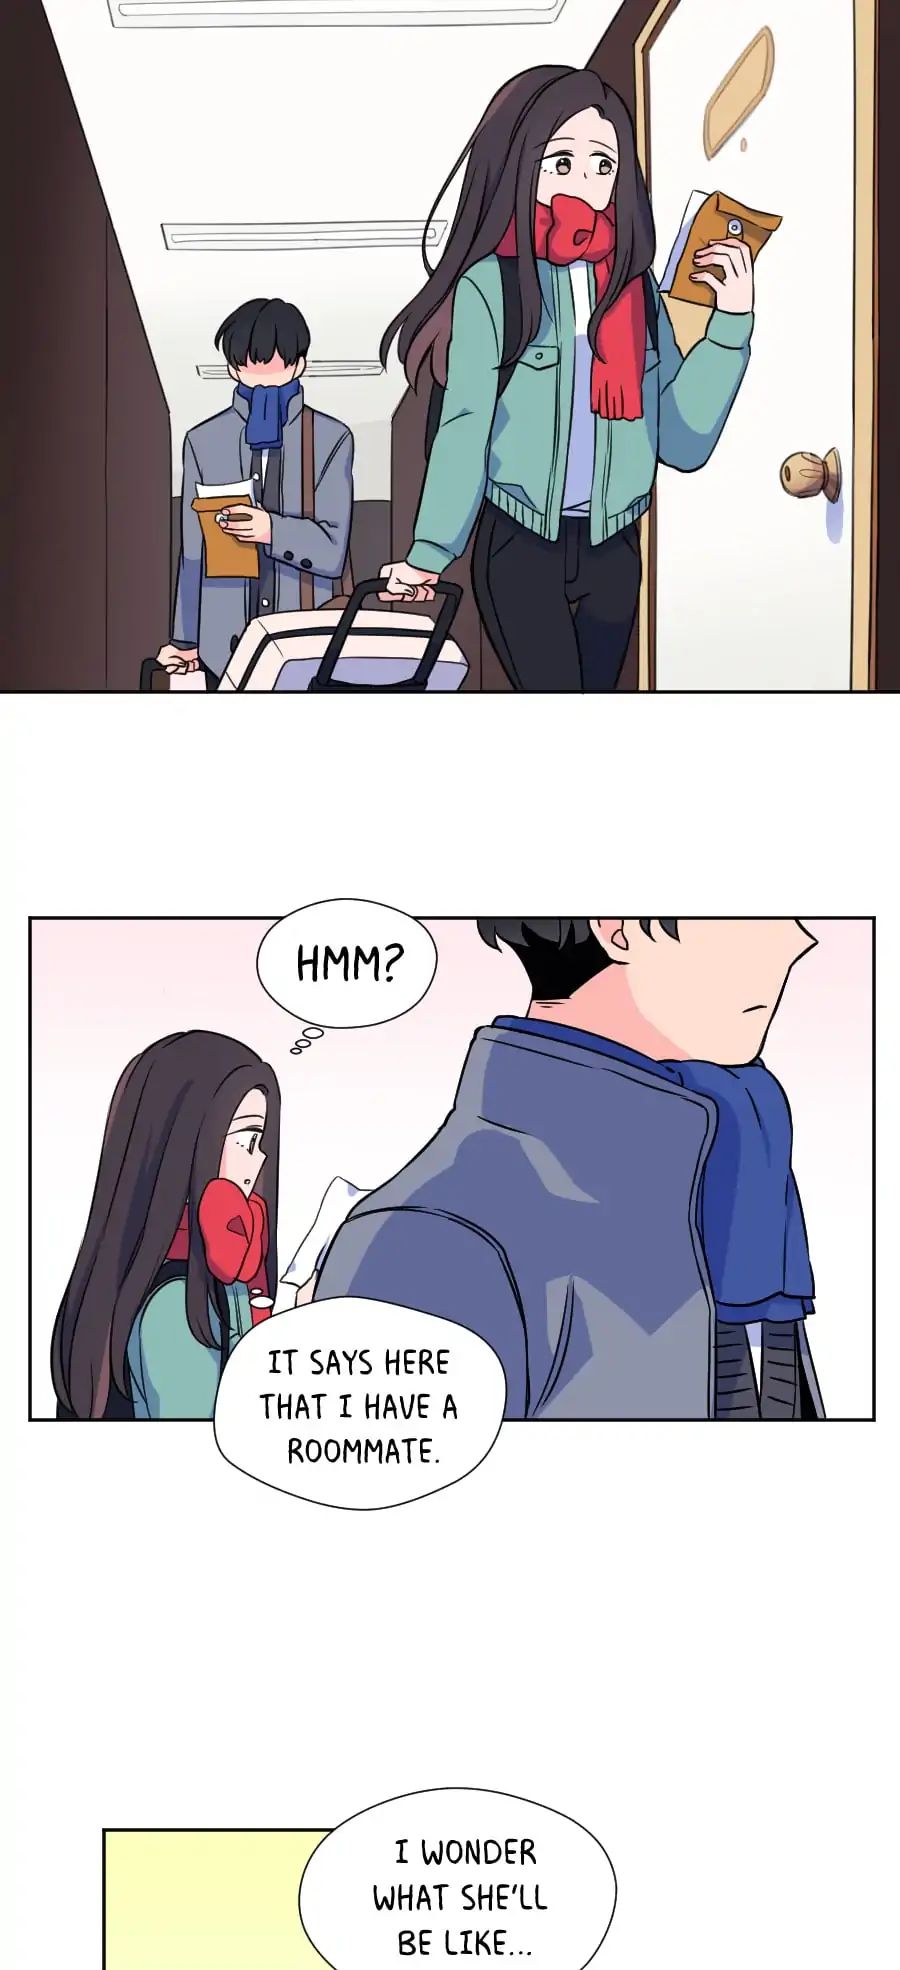 HMM?
IT SAYS HERE
THAT I HAVE A
ROOMMATE.
I WONDER
WHAT SHE'LL
BE LIKE...